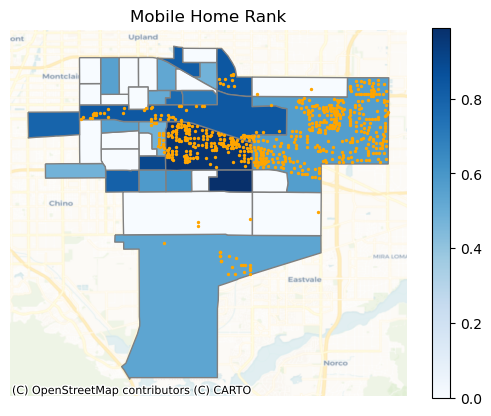 Mobile Home Rank
ont
Upland
Montclair
0.8
0.6
Chino
0.4
MIRA LOMA
Eastvale
0.2
Norco
(C) OpenStreetMap contributors (C) CARTO
0.0